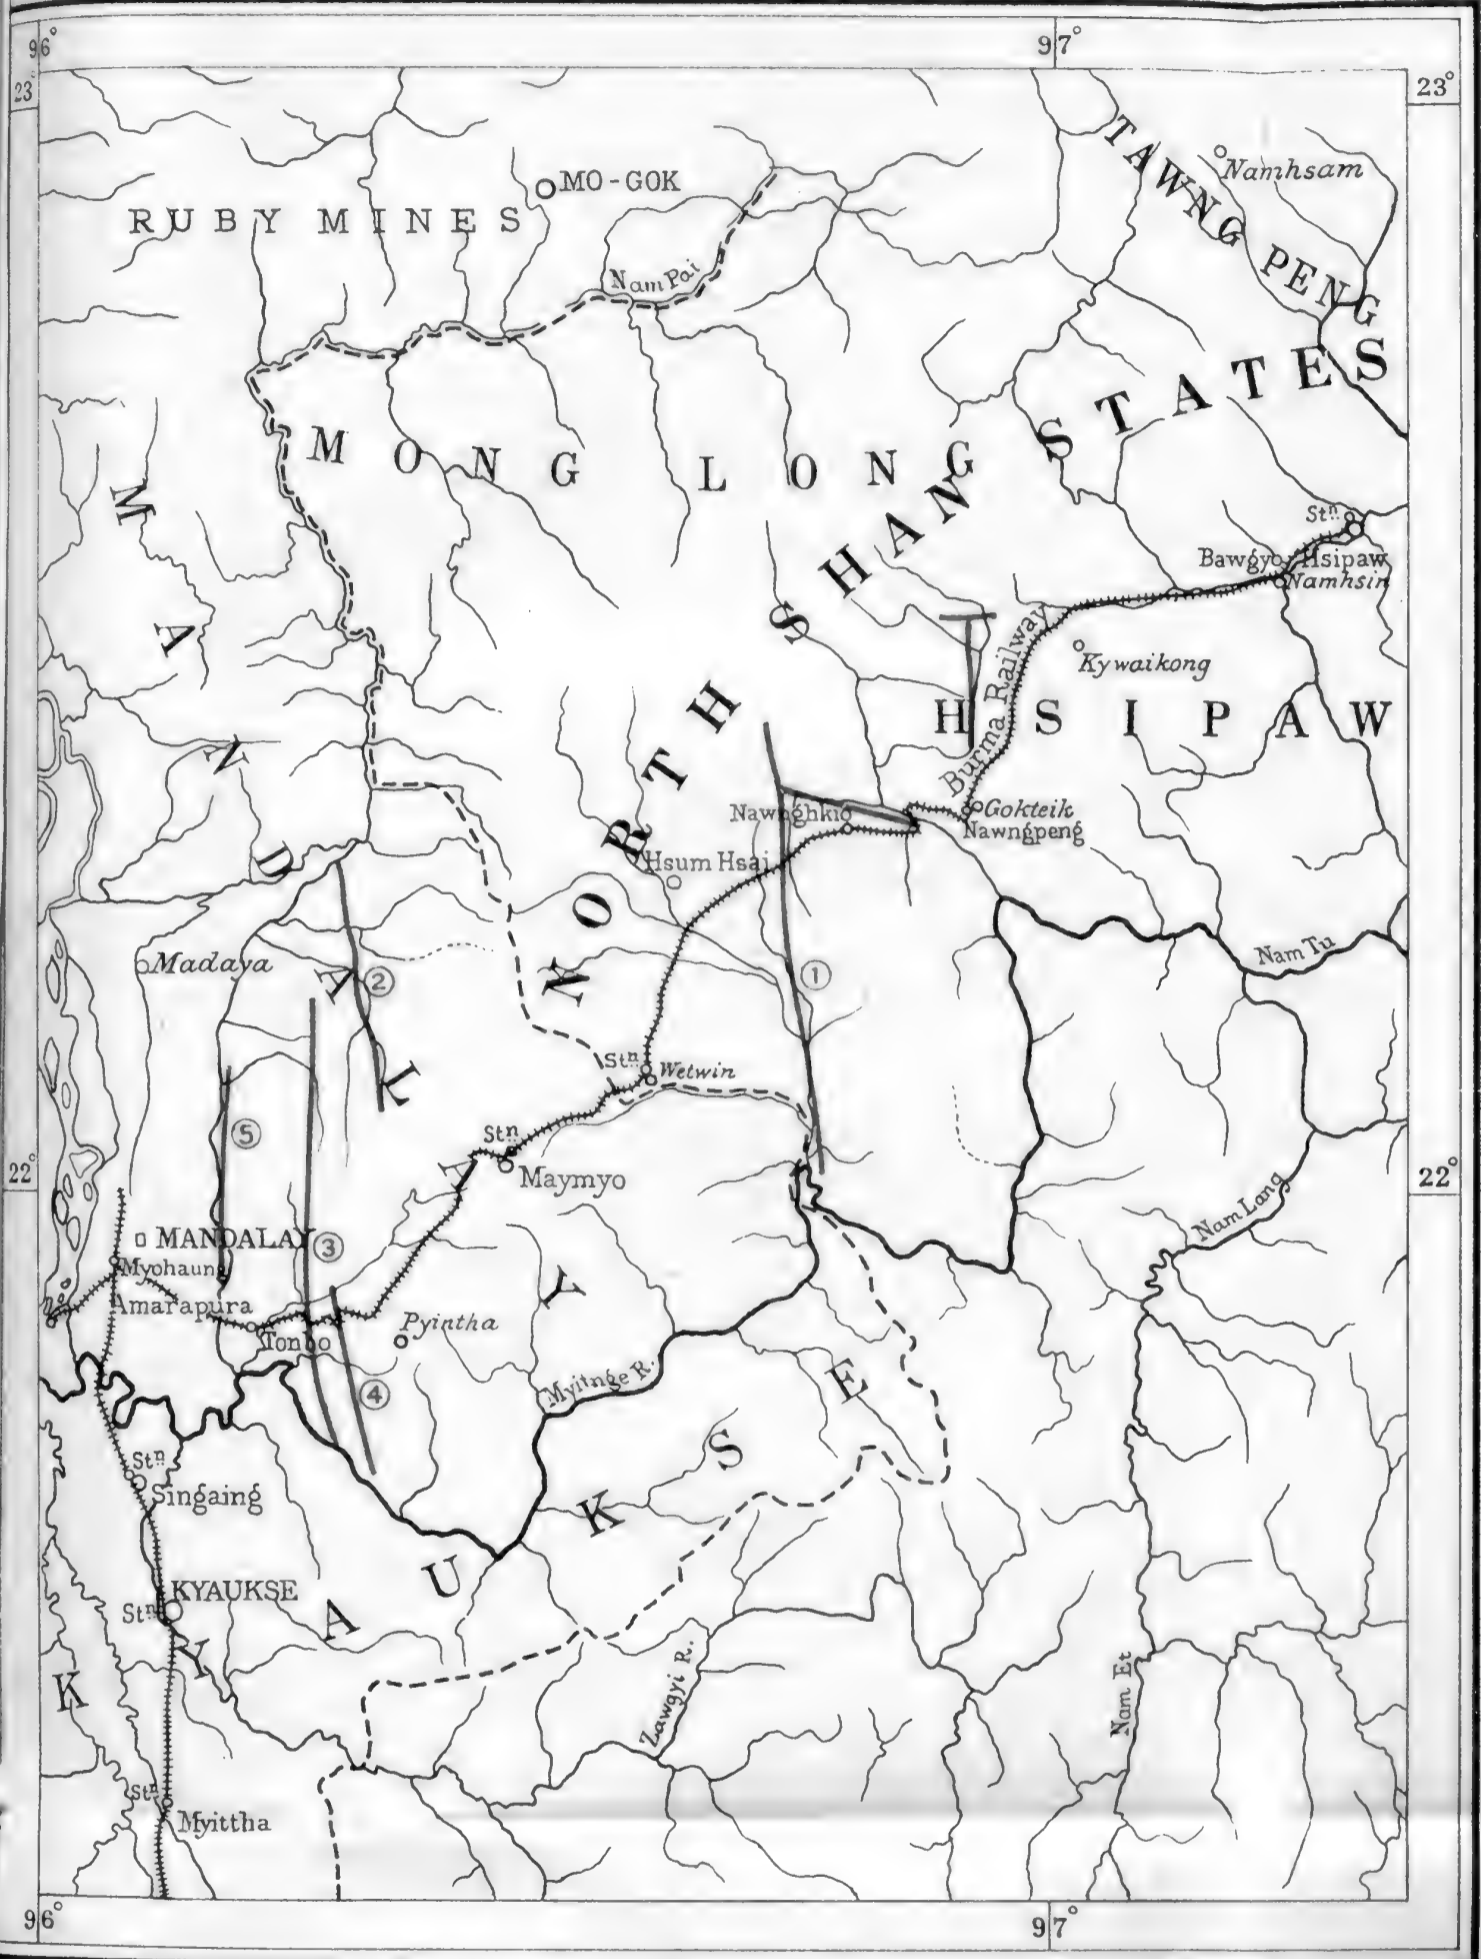 96°
97°
23
23°
TAWNG PENG
Namhsam
MO-GOK
RUBY MINES
Nam Pai
NORTH SHAN STATES
MONG LONG
Stn
Bawgyo
Hsipaw
Namhsin
Burma Railway
Kywaikong
HSIPAW
Nawnghkio
Gokteik
Nawngpeng
Hsum Hsai
MANDALAY
Nam Tu
Madaya
②
①
Stn
Wetwin
⑤
Stn
Maymyo
22°
22°
Nam Lang
MANDALAY
③
Myohaung
Amarapura
Tonbo
Pyintha
④
Myitnge R.
KYAUKSE
Stn
Singaing
KYAUKSE
Stn
Zawgyi R.
Nam Et
Stn
Myittha
96°
97°